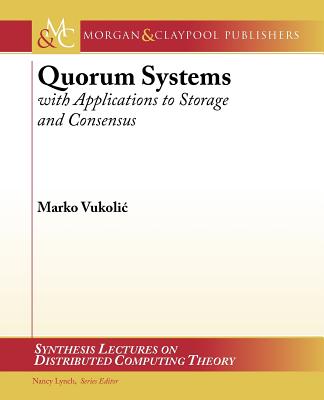 M
&C
MORGAN&CLAYPOOL PUBLISHERS
Quorum Systems
with Applications to Storage
and Consensus
Marko Vukolić
SYNTHESIS LECTURES ON
DISTRIBUTED COMPUTING THEORY
Nancy Lynch, Series Editor